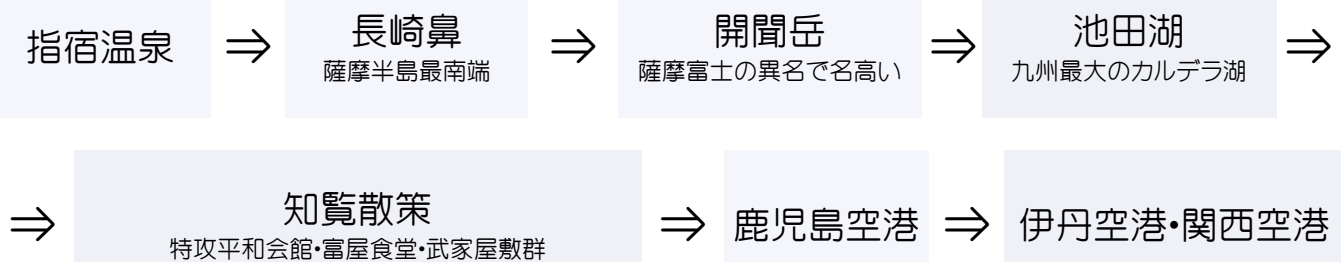 指宿温泉 ⇒ 長崎鼻 ⇒ 開聞岳 ⇒ 池田湖 ⇒
薩摩半島最南端 薩摩富士の異名で名高い 九州最大のカルデラ湖
⇒ 知覧散策 ⇒ 鹿児島空港 ⇒ 伊丹空港・関西空港
特攻平和会館・富屋食堂・武家屋敷群